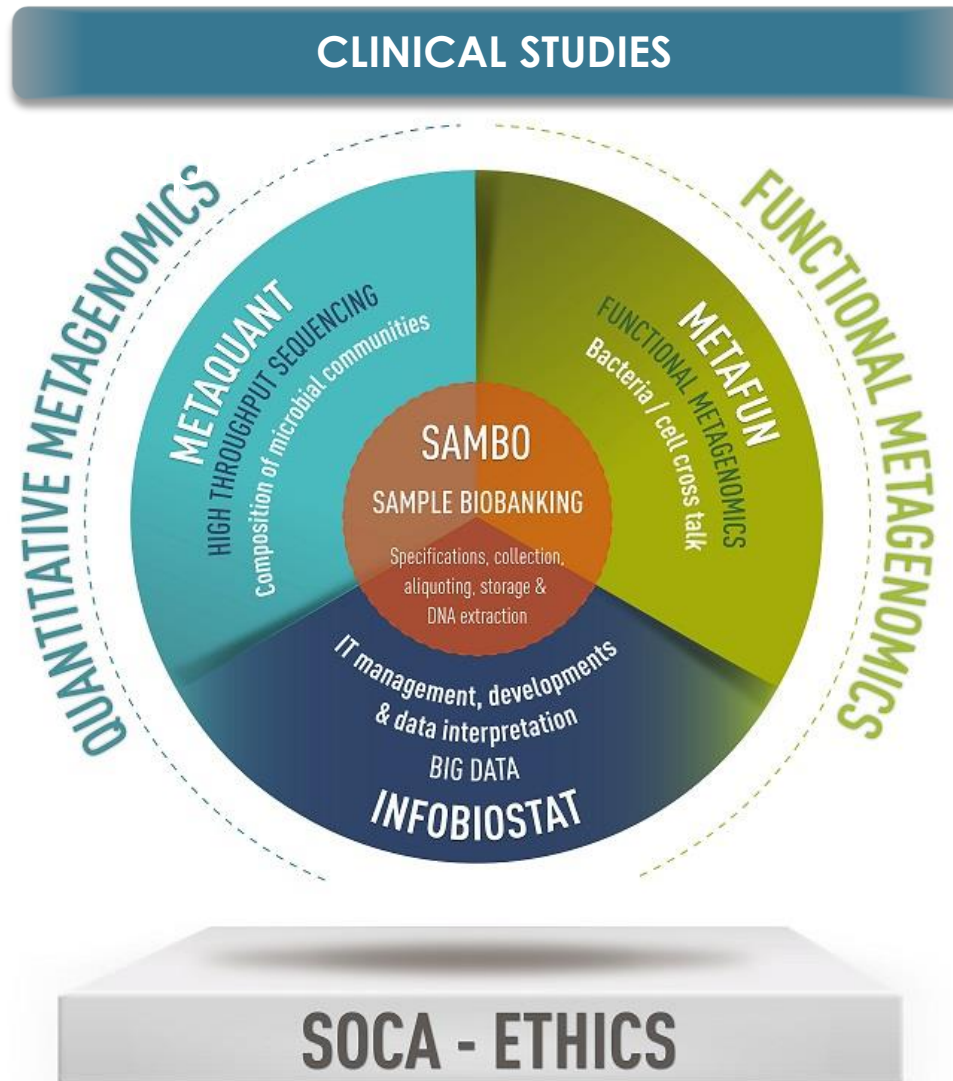 CLINICAL STUDIES
QUANTITATIVE METAGENOMICS
FUNCTIONAL METAGENOMICS
METAQUANT
HIGH THROUGHPUT SEQUENCING
Composition of microbial communities
METAFUN
FUNCTIONAL METAGENOMICS
Bacteria / cell cross talk
SAMBO
SAMPLE BIOBANKING
Specifications, collection,
aliquoting, storage &
DNA extraction
IT management, developments
& data interpretation
BIG DATA
INFOBIOSTAT
SOCA - ETHICS